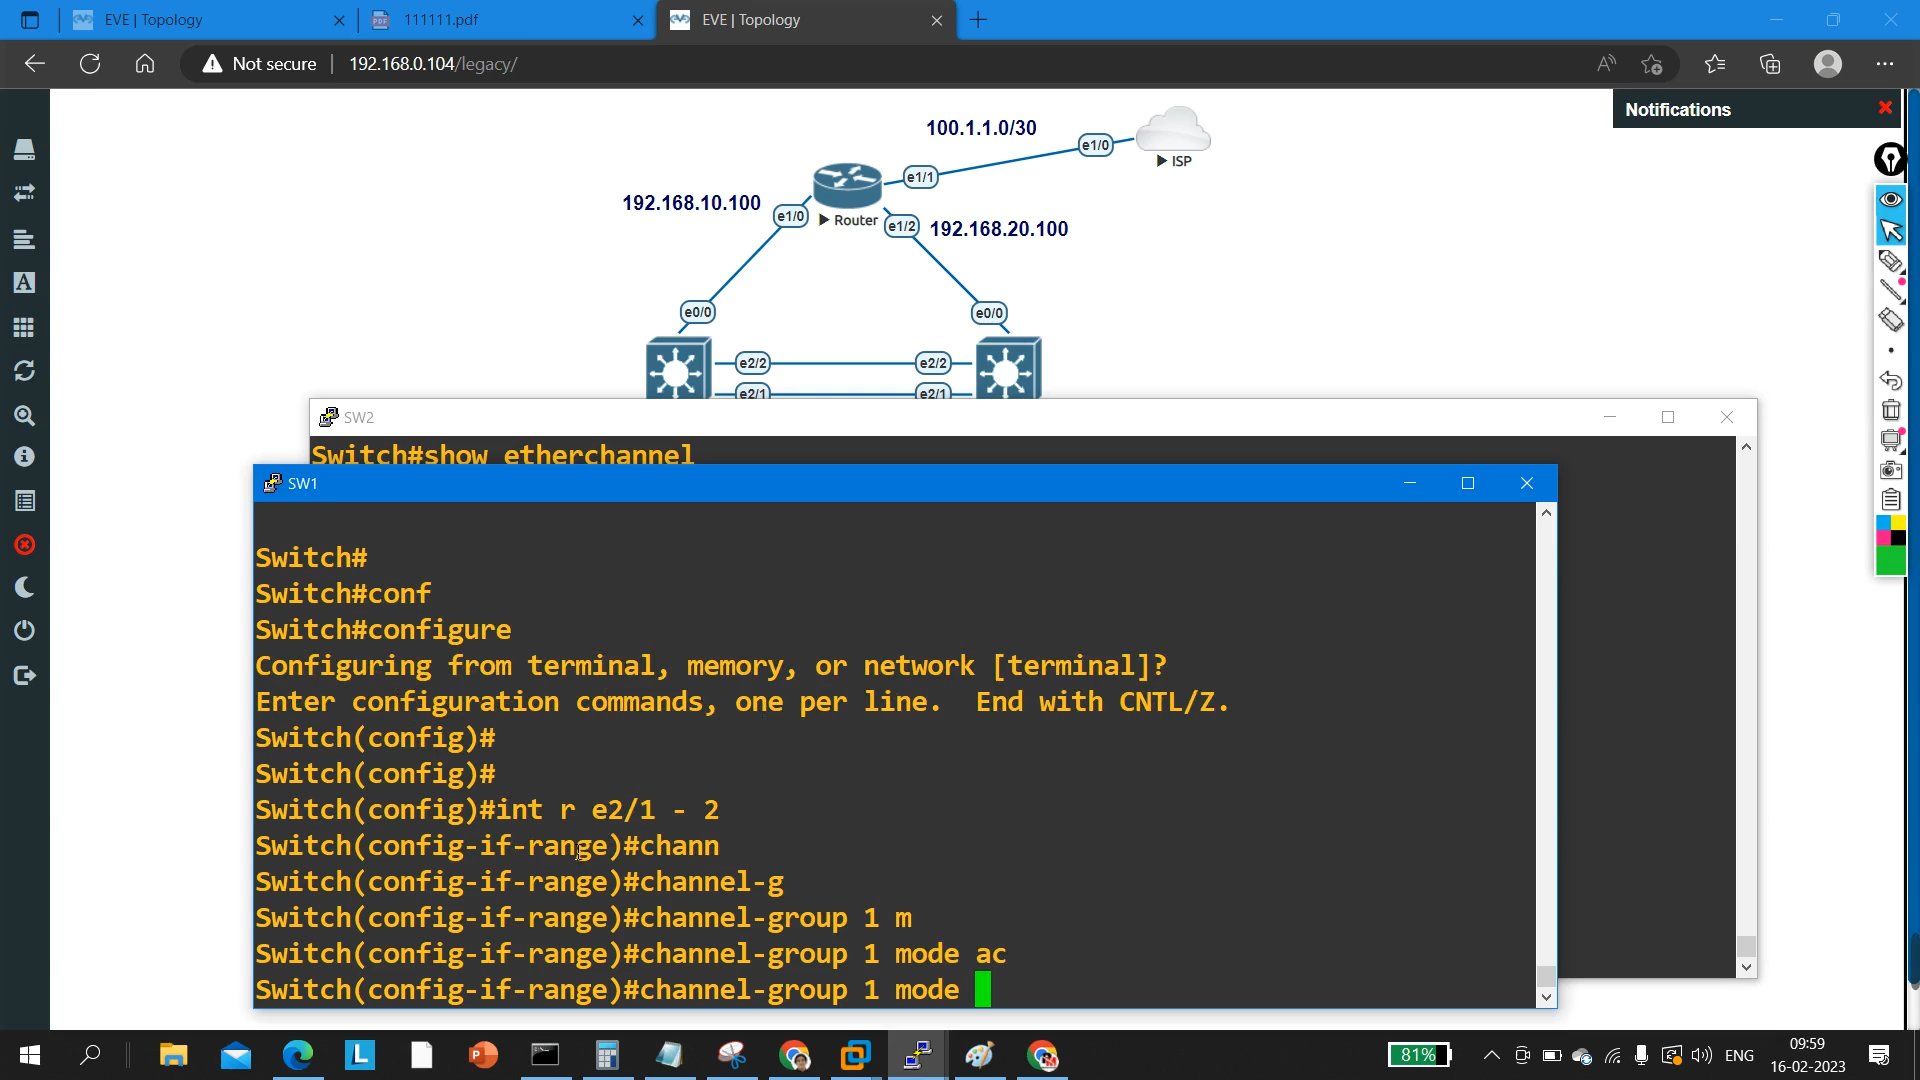 EVE | Topology
111111.pdf
EVE | Topology
Not secure
192.168.0.104/legacy/
Notifications
100.1.1.0/30
e1/0
ISP
e1/1
192.168.10.100
e1/0
Router
e1/2
192.168.20.100
e0/0
e0/0
e2/2
e2/2
e2/1
e2/1
SW2
Switch#show etherchannel
SW1
Switch#
Switch#conf
Switch#configure
Configuring from terminal, memory, or network [terminal]?
Enter configuration commands, one per line.  End with CNTL/Z.
Switch(config)#
Switch(config)#
Switch(config)#int r e2/1 - 2
Switch(config-if-range)#chann
Switch(config-if-range)#channel-g
Switch(config-if-range)#channel-group 1 m
Switch(config-if-range)#channel-group 1 mode ac
Switch(config-if-range)#channel-group 1 mode
81%
ENG
09:59
16-02-2023